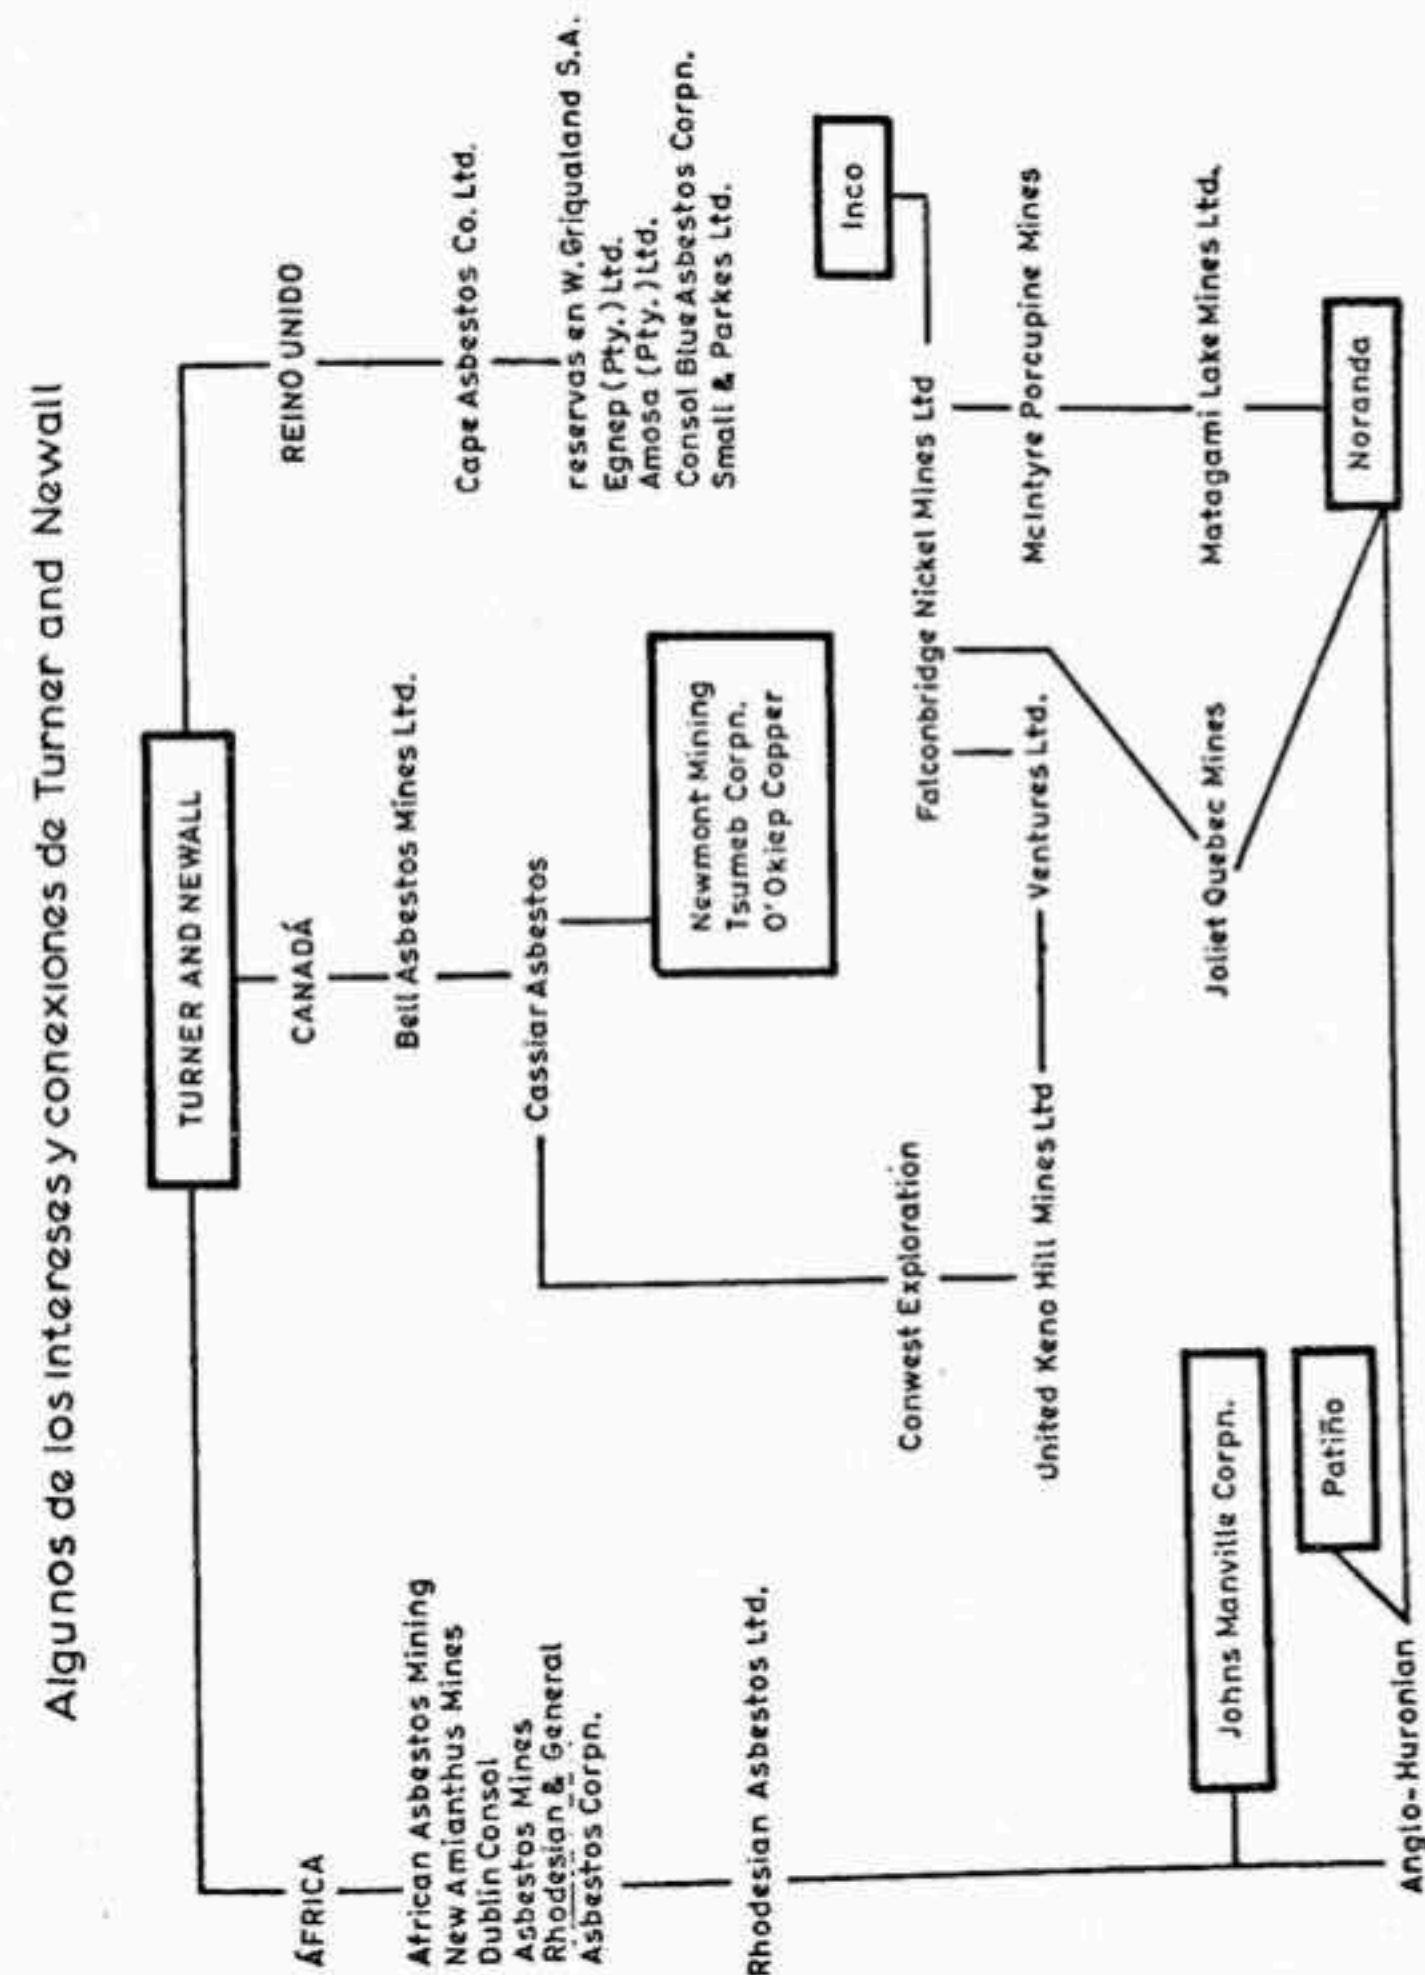 Algunos de los intereses y conexiones de Turner and Newall
TURNER AND NEWALL
ÁFRICA
CANADÁ
REINO UNIDO
African Asbestos Mining
New Amianthus Mines
Dublin Consol
Asbestos Mines
Rhodesian & General
Asbestos Corpn.
Bell Asbestos Mines Ltd.
Cape Asbestos Co. Ltd.
Cassiar Asbestos
reservas en W. Griqualand S.A.
Egnep (Pty.) Ltd.
Amosa (Pty.) Ltd.
Consol Blue Asbestos Corpn.
Small & Parkes Ltd.
Newmont Mining
Tsumeb Corpn.
O'Okiep Copper
Rhodesian Asbestos Ltd.
Inco
Conwest Exploration
Falconbridge Nickel Mines Ltd
United Keno Hill Mines Ltd
Ventures Ltd.
McIntyre Porcupine Mines
Johns Manville Corpn.
Joliet Quebec Mines
Matagami Lake Mines Ltd.
Patiño
Noranda
Anglo-Huronian